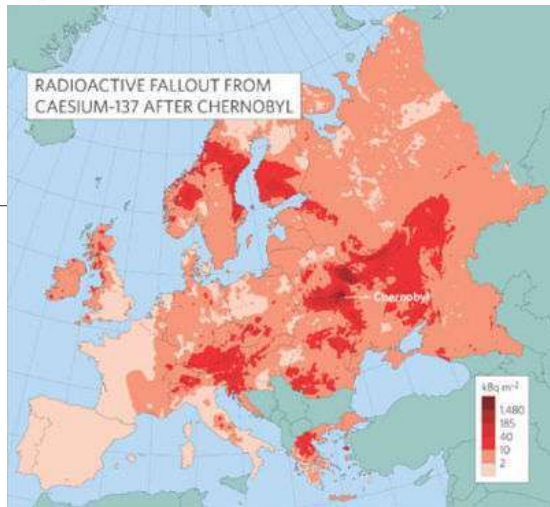 RADIOACTIVE FALLOUT FROM
CAESIUM-137 AFTER CHERNOBYL
Chernobyl
kBq m⁻²
1,480
185
40
10
2